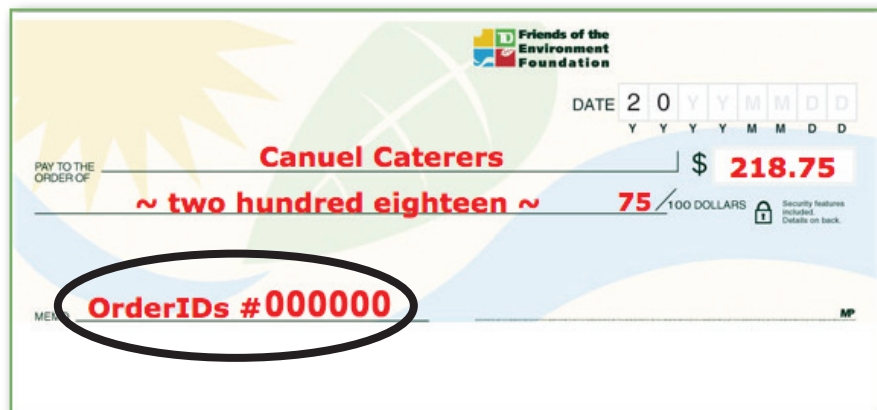 TD Friends of the
Environment
Foundation
DATE 2 0 Y Y M M D D
Y Y Y Y M M D D
PAY TO THE
ORDER OF Canuel Caterers $ 218.75
~ two hundred eighteen ~ 75/100 DOLLARS Security features
included.
Details on back.
MEMO OrderIDs #000000 MP